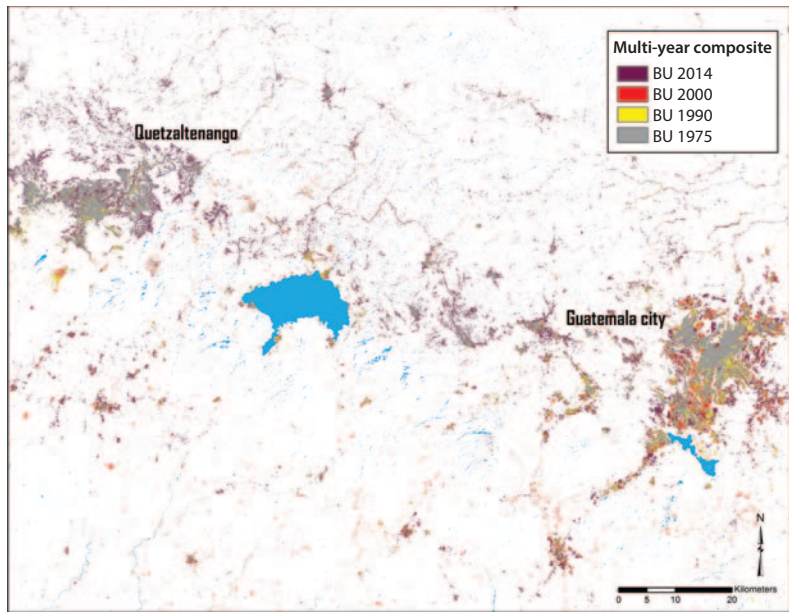 Multi-year composite
BU 2014
BU 2000
BU 1990
BU 1975
Quetzaltenango
Guatemala city
N
Kilometers
0 5 10 20